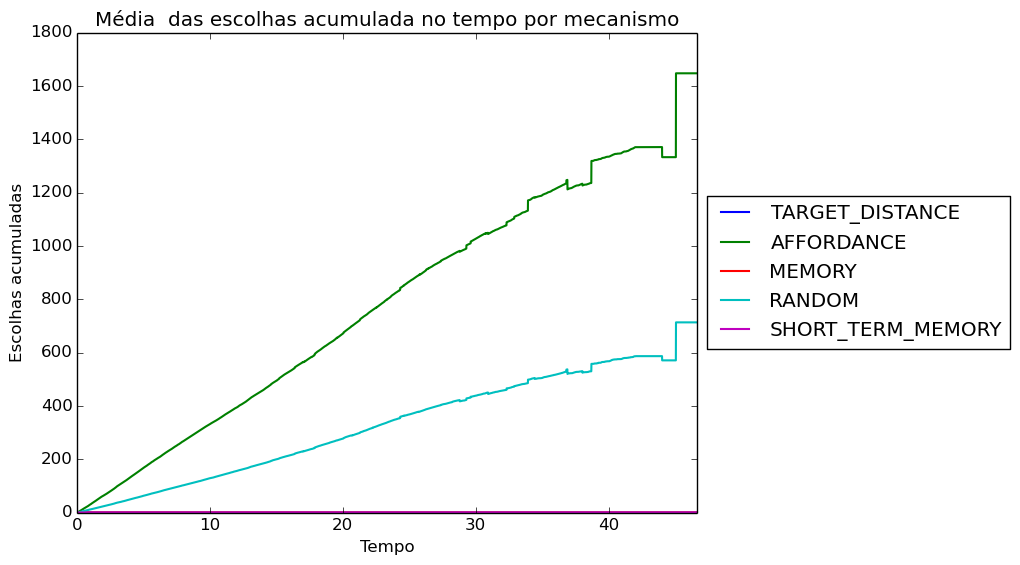 Média  das escolhas acumulada no tempo por mecanismo
1800
1600
1400
1200
1000
800
600
400
200
0
Escolhas acumuladas
0 10 20 30 40
Tempo
TARGET_DISTANCE
AFFORDANCE
MEMORY
RANDOM
SHORT_TERM_MEMORY